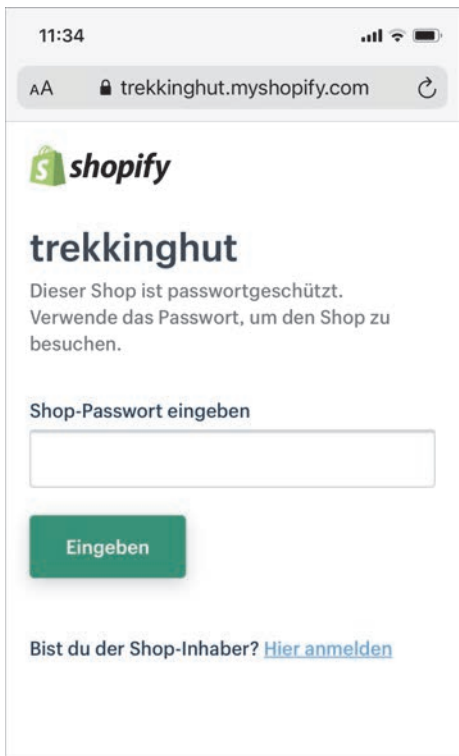 11:34
AA trekkinghut.myshopify.com
shopify
trekkinghut
Dieser Shop ist passwortgeschützt.
Verwende das Passwort, um den Shop zu
besuchen.
Shop-Passwort eingeben
Eingeben
Bist du der Shop-Inhaber? Hier anmelden